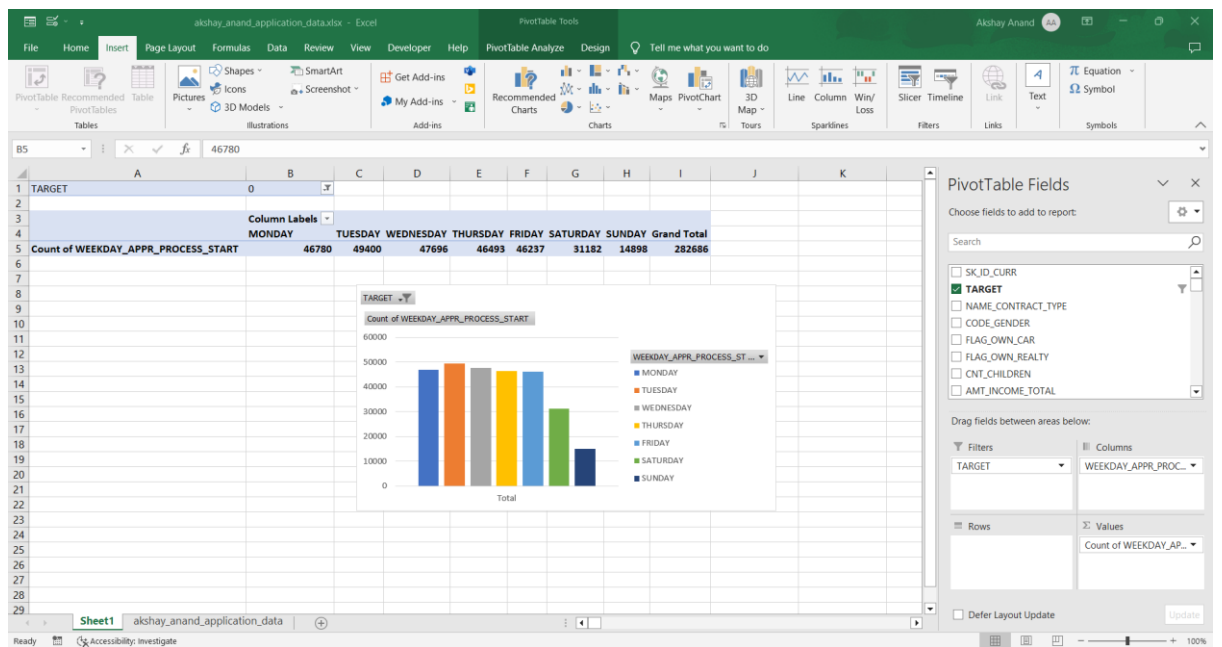 akshay_anand_application_data.xlsx - Excel
PivotTable Tools
Akshay Anand AA
File Home Insert Page Layout Formulas Data Review View Developer Help PivotTable Analyze Design Tell me what you want to do
PivotTable Recommended PivotTables Table
Pictures Shapes Icons 3D Models SmartArt Screenshot
Get Add-ins My Add-ins
Recommended Charts Maps PivotChart
3D Map
Line Column Win/ Loss
Slicer Timeline
Link
A Text
π Equation
Ω Symbol
Tables Illustrations Add-ins Charts Tours Sparklines Filters Links Symbols
B5 fx 46780
A B C D E F G H I J K
1 TARGET 0
2
3 Column Labels
4 MONDAY TUESDAY WEDNESDAY THURSDAY FRIDAY SATURDAY SUNDAY Grand Total
5 Count of WEEKDAY_APPR_PROCESS_START 46780 49400 47696 46493 46237 31182 14898 282686
6
7
8
9
10
11
12
13
14
15
16
17
18
19
20
21
22
23
24
25
26
27
28
29
TARGET
Count of WEEKDAY_APPR_PROCESS_START
60000
50000
40000
30000
20000
10000
0
Total
WEEKDAY_APPR_PROCESS_ST ...
MONDAY
TUESDAY
WEDNESDAY
THURSDAY
FRIDAY
SATURDAY
SUNDAY
PivotTable Fields
Choose fields to add to report:
Search
SK_ID_CURR
TARGET
NAME_CONTRACT_TYPE
CODE_GENDER
FLAG_OWN_CAR
FLAG_OWN_REALTY
CNT_CHILDREN
AMT_INCOME_TOTAL
Drag fields between areas below:
Filters Columns
TARGET WEEKDAY_APPR_PROC...
Rows Σ Values
Count of WEEKDAY_AP...
Defer Layout Update Update
Sheet1 akshay_anand_application_data
Ready Accessibility: Investigate 100%